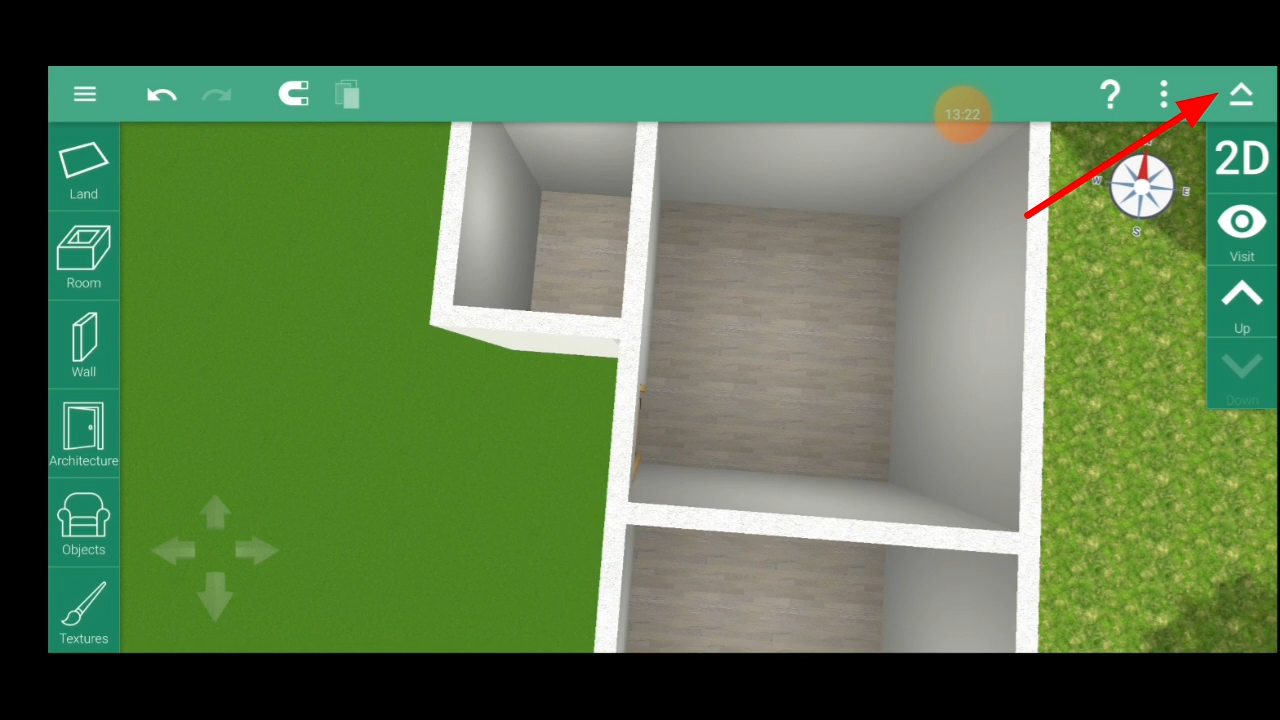 ?
13:22
Land
Room
Wall
Architecture
Objects
Textures
2D
Visit
Up
Down
W
E
S